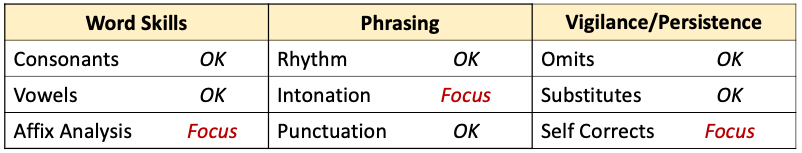 Word Skills Phrasing Vigilance/Persistence
Consonants OK Rhythm OK Omits OK
Vowels OK Intonation Focus Substitutes OK
Affix Analysis Focus Punctuation OK Self Corrects Focus